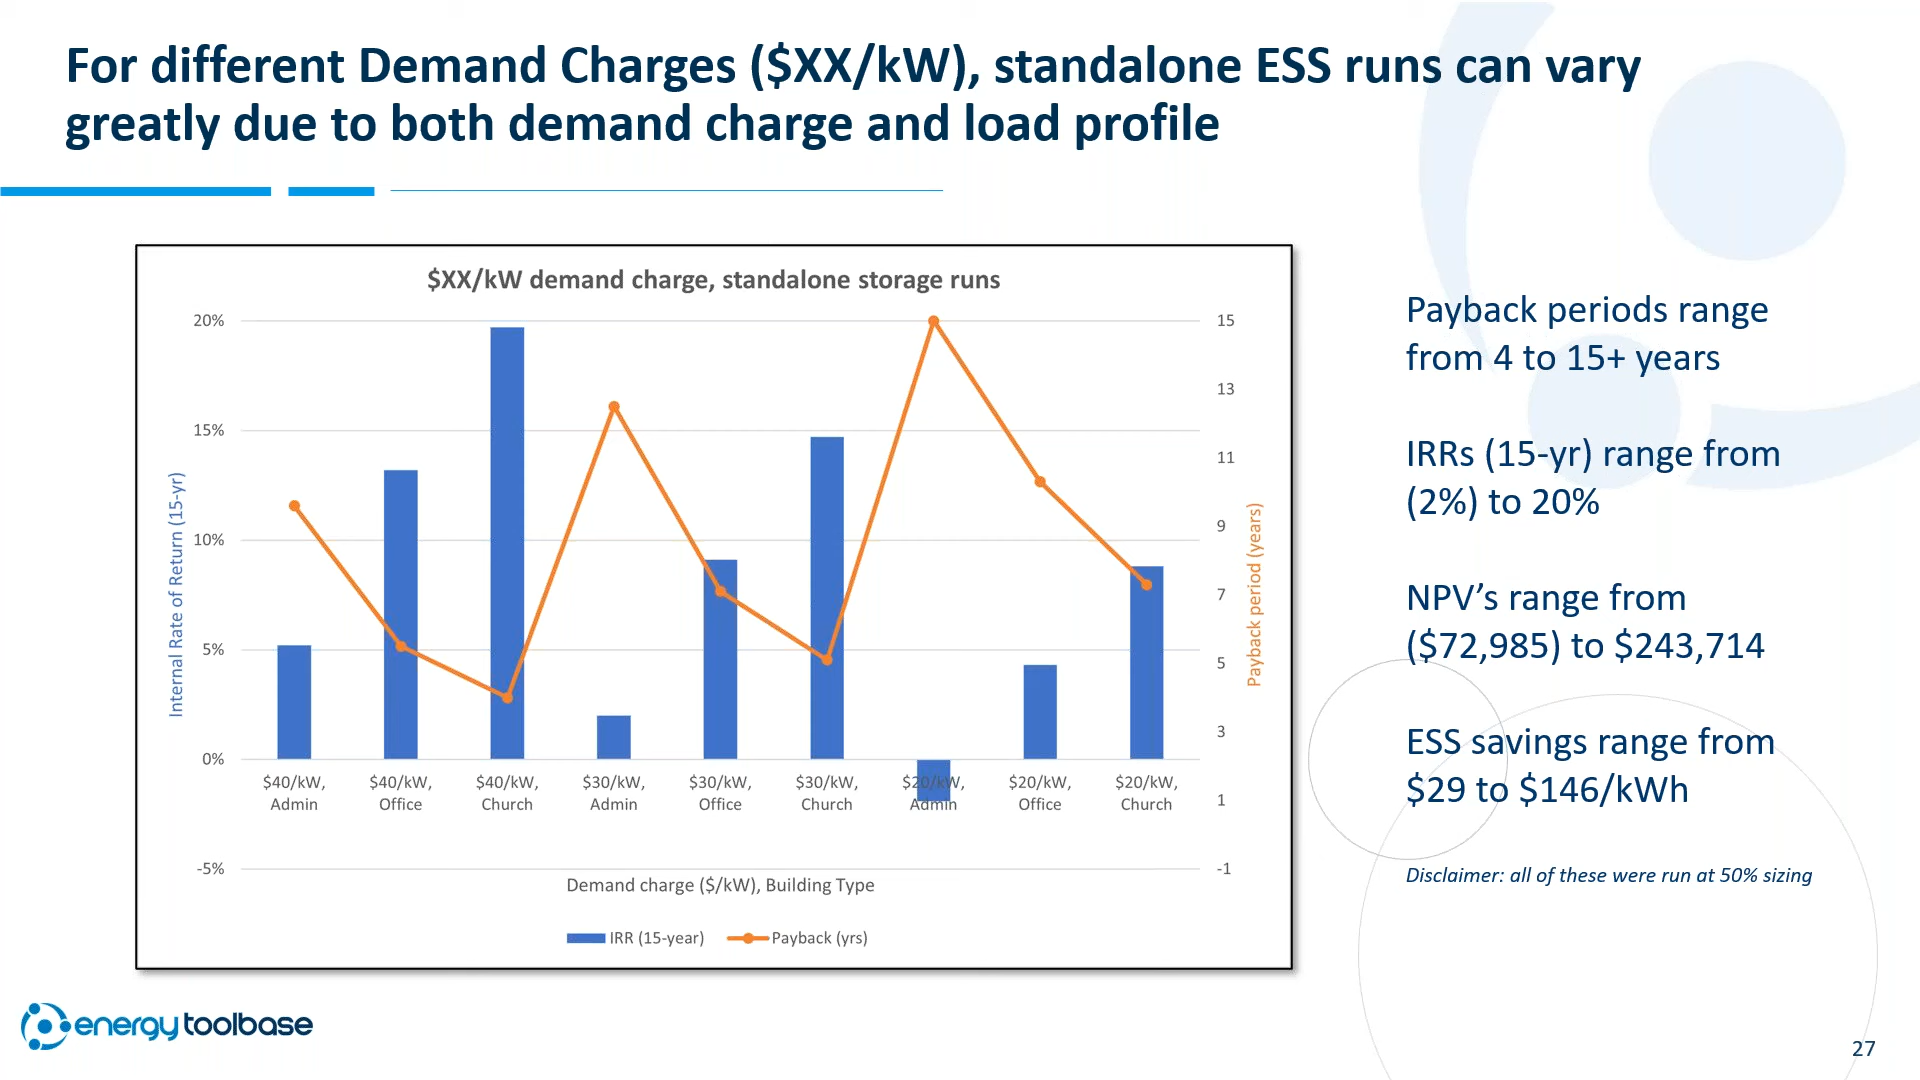 For different Demand Charges ($XX/kW), standalone ESS runs can vary
greatly due to both demand charge and load profile
$XX/kW demand charge, standalone storage runs
20%
15%
10%
5%
0%
-5%
Internal Rate of Return (15-yr)
15
13
11
9
7
5
3
1
-1
Payback period (years)
$40/kW, Admin
$40/kW, Office
$40/kW, Church
$30/kW, Admin
$30/kW, Office
$30/kW, Church
$20/kW, Admin
$20/kW, Office
$20/kW, Church
Demand charge ($/kW), Building Type
IRR (15-year)
Payback (yrs)
Payback periods range
from 4 to 15+ years
IRRs (15-yr) range from
(2%) to 20%
NPV’s range from
($72,985) to $243,714
ESS savings range from
$29 to $146/kWh
Disclaimer: all of these were run at 50% sizing
energy toolbase
27